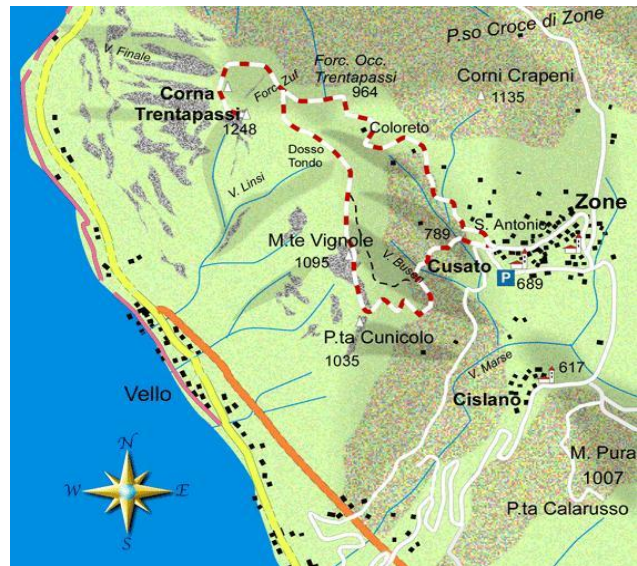 P.so Croce di Zone
V. Finale
Forc. Occ.
Trentapassi
964
Forc. Zuf
Corni Crapeni
1135
Corna
Trentapassi
1248
Coloreto
Dosso
Tondo
V. Linsi
Zone
S. Antonio
789
M.te Vignole
1095
Cusato
P
689
P.ta Cunicolo
1035
V. Marse
617
Vello
Cislano
N
W
E
S
M. Pura
1007
P.ta Calarusso